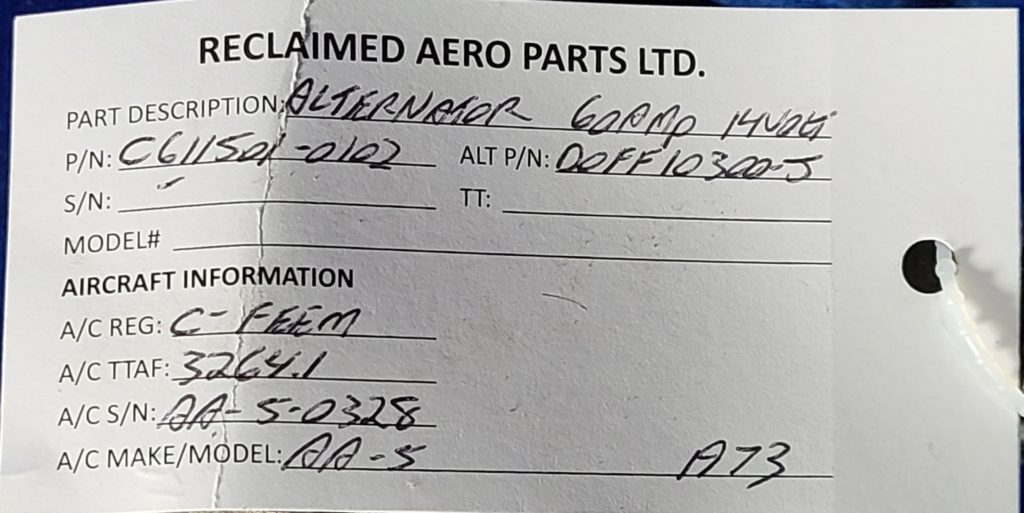 RECLAIMED AERO PARTS LTD.
PART DESCRIPTION: ALTERNATOR 60AMP 14VOLT
P/N: C611501-0102 ALT P/N: DOFF10300-J
S/N: TT:
MODEL#
AIRCRAFT INFORMATION
A/C REG: C-FEEM
A/C TTAF: 3264.1
A/C S/N: AA-5-0328
A/C MAKE/MODEL: AA-5 A73